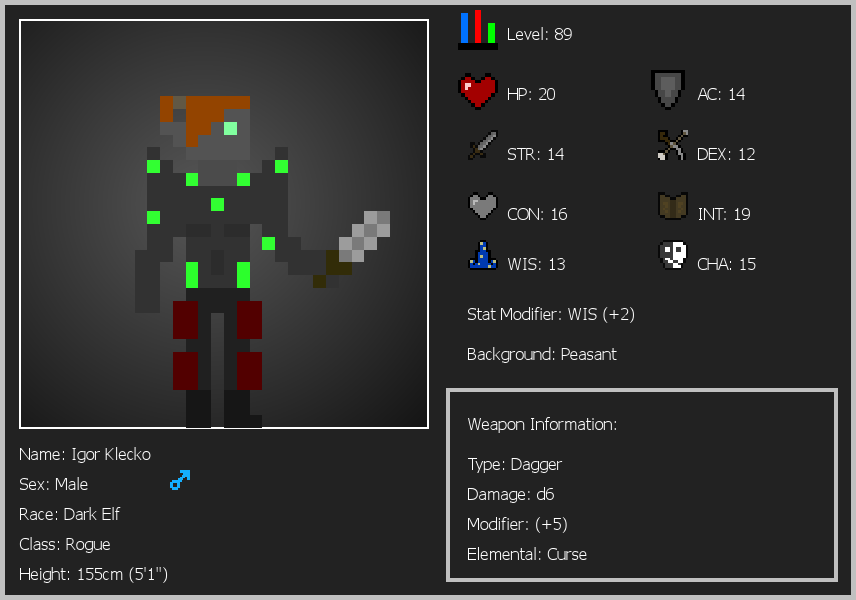 Level: 89
HP: 20
AC: 14
STR: 14
DEX: 12
CON: 16
INT: 19
WIS: 13
CHA: 15
Stat Modifier: WIS (+2)
Background: Peasant
Weapon Information:
Type: Dagger
Damage: d6
Modifier: (+5)
Elemental: Curse
Name: Igor Klecko
Sex: Male
Race: Dark Elf
Class: Rogue
Height: 155cm (5'1")